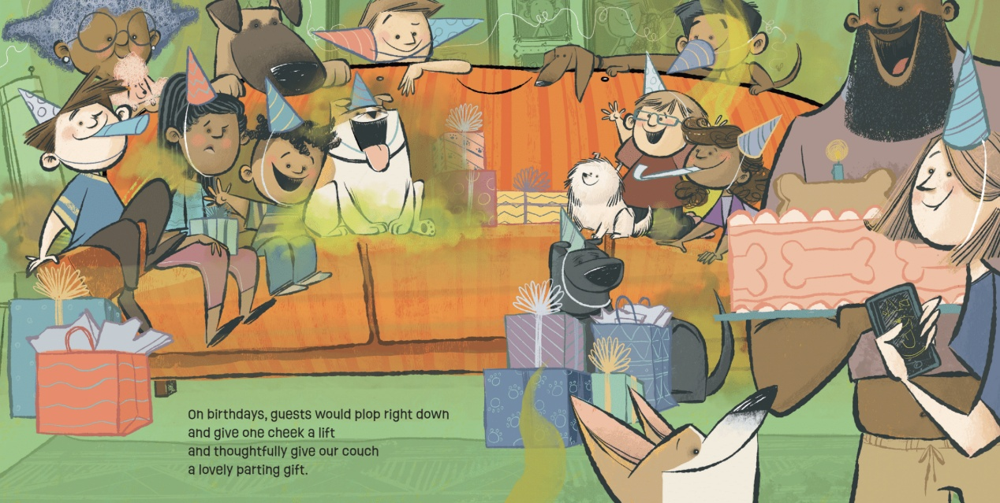 On birthdays, guests would plop right down
and give one cheek a lift
and thoughtfully give our couch
a lovely parting gift.